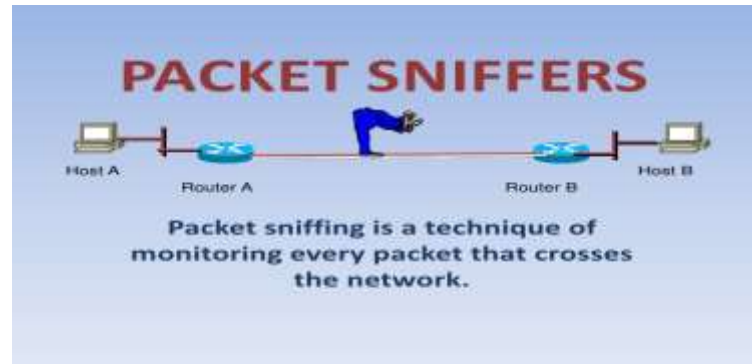 PACKET SNIFFERS
Host A
Router A
Router B
Host B
Packet sniffing is a technique of
monitoring every packet that crosses
the network.